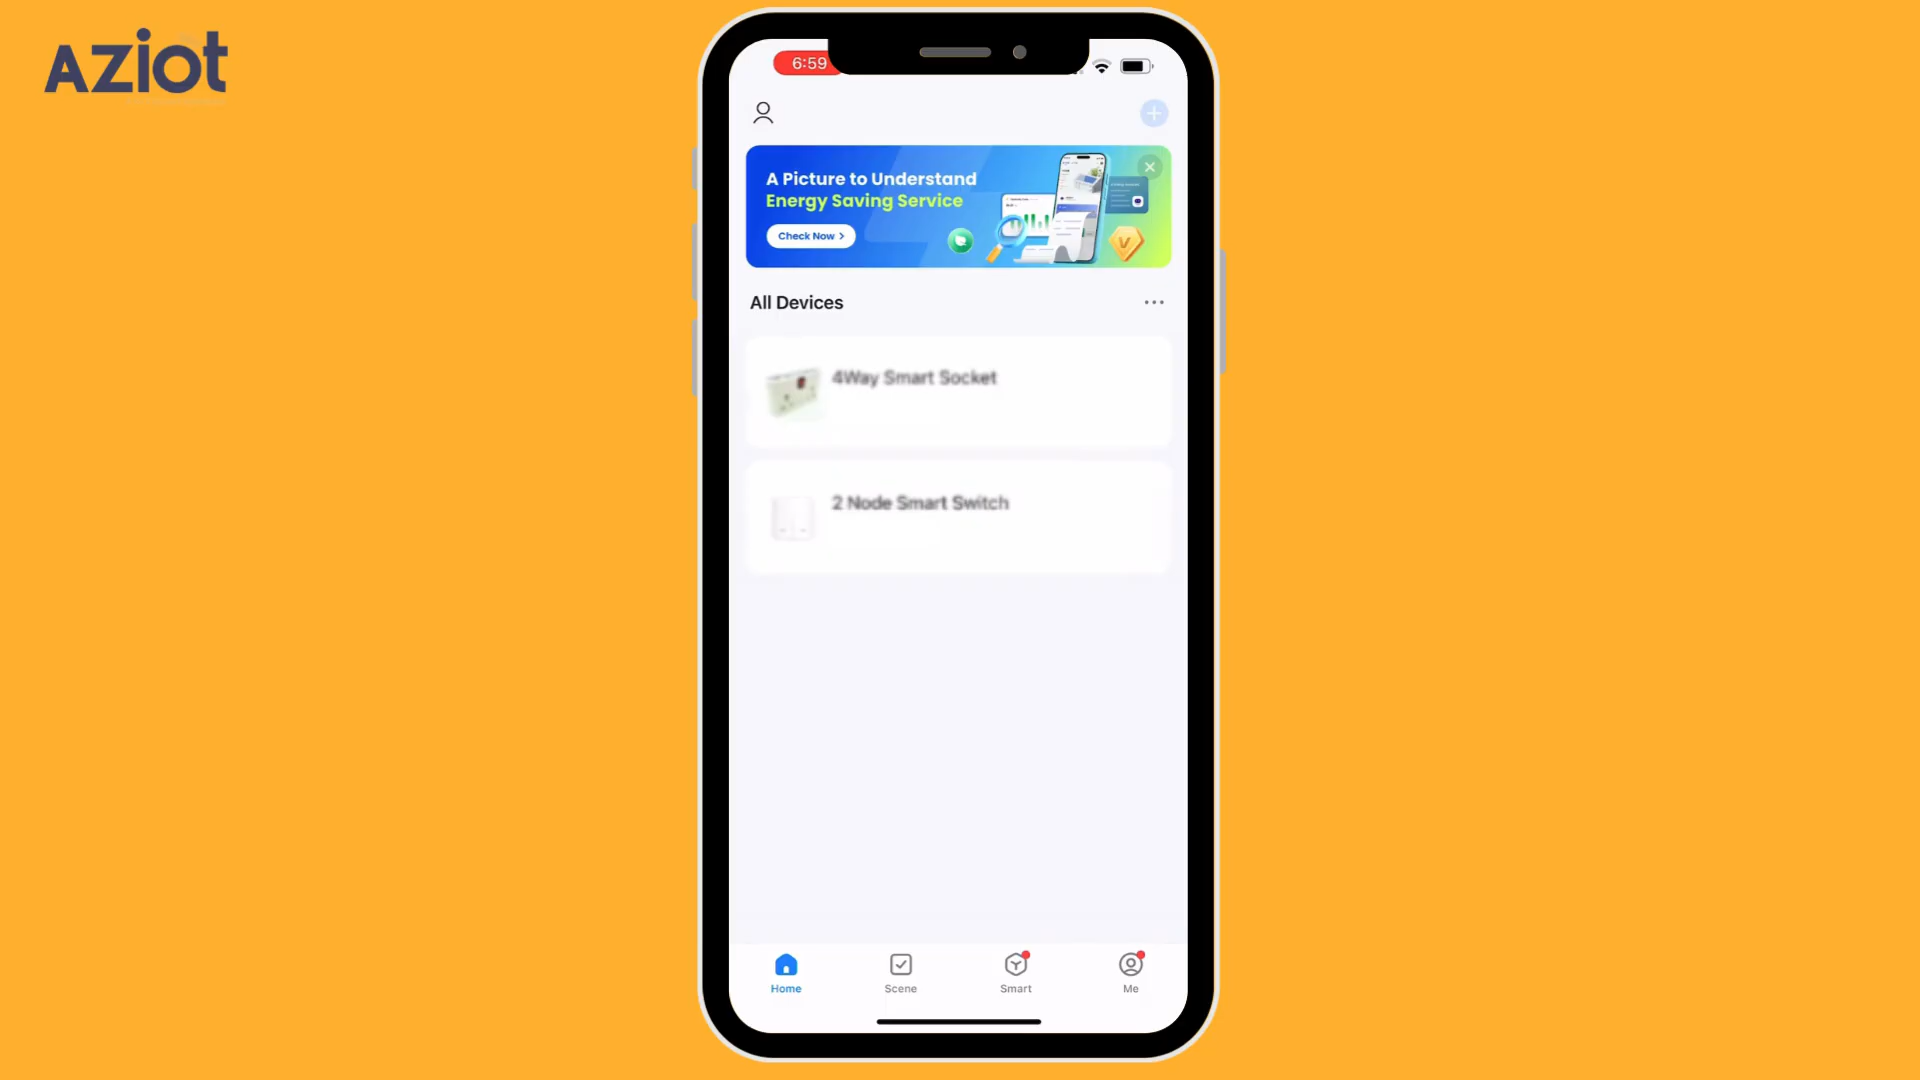 Aziot
6:59
A Picture to Understand
Energy Saving Service
Check Now >
All Devices
4Way Smart Socket
2 Node Smart Switch
Home
Scene
Smart
Me